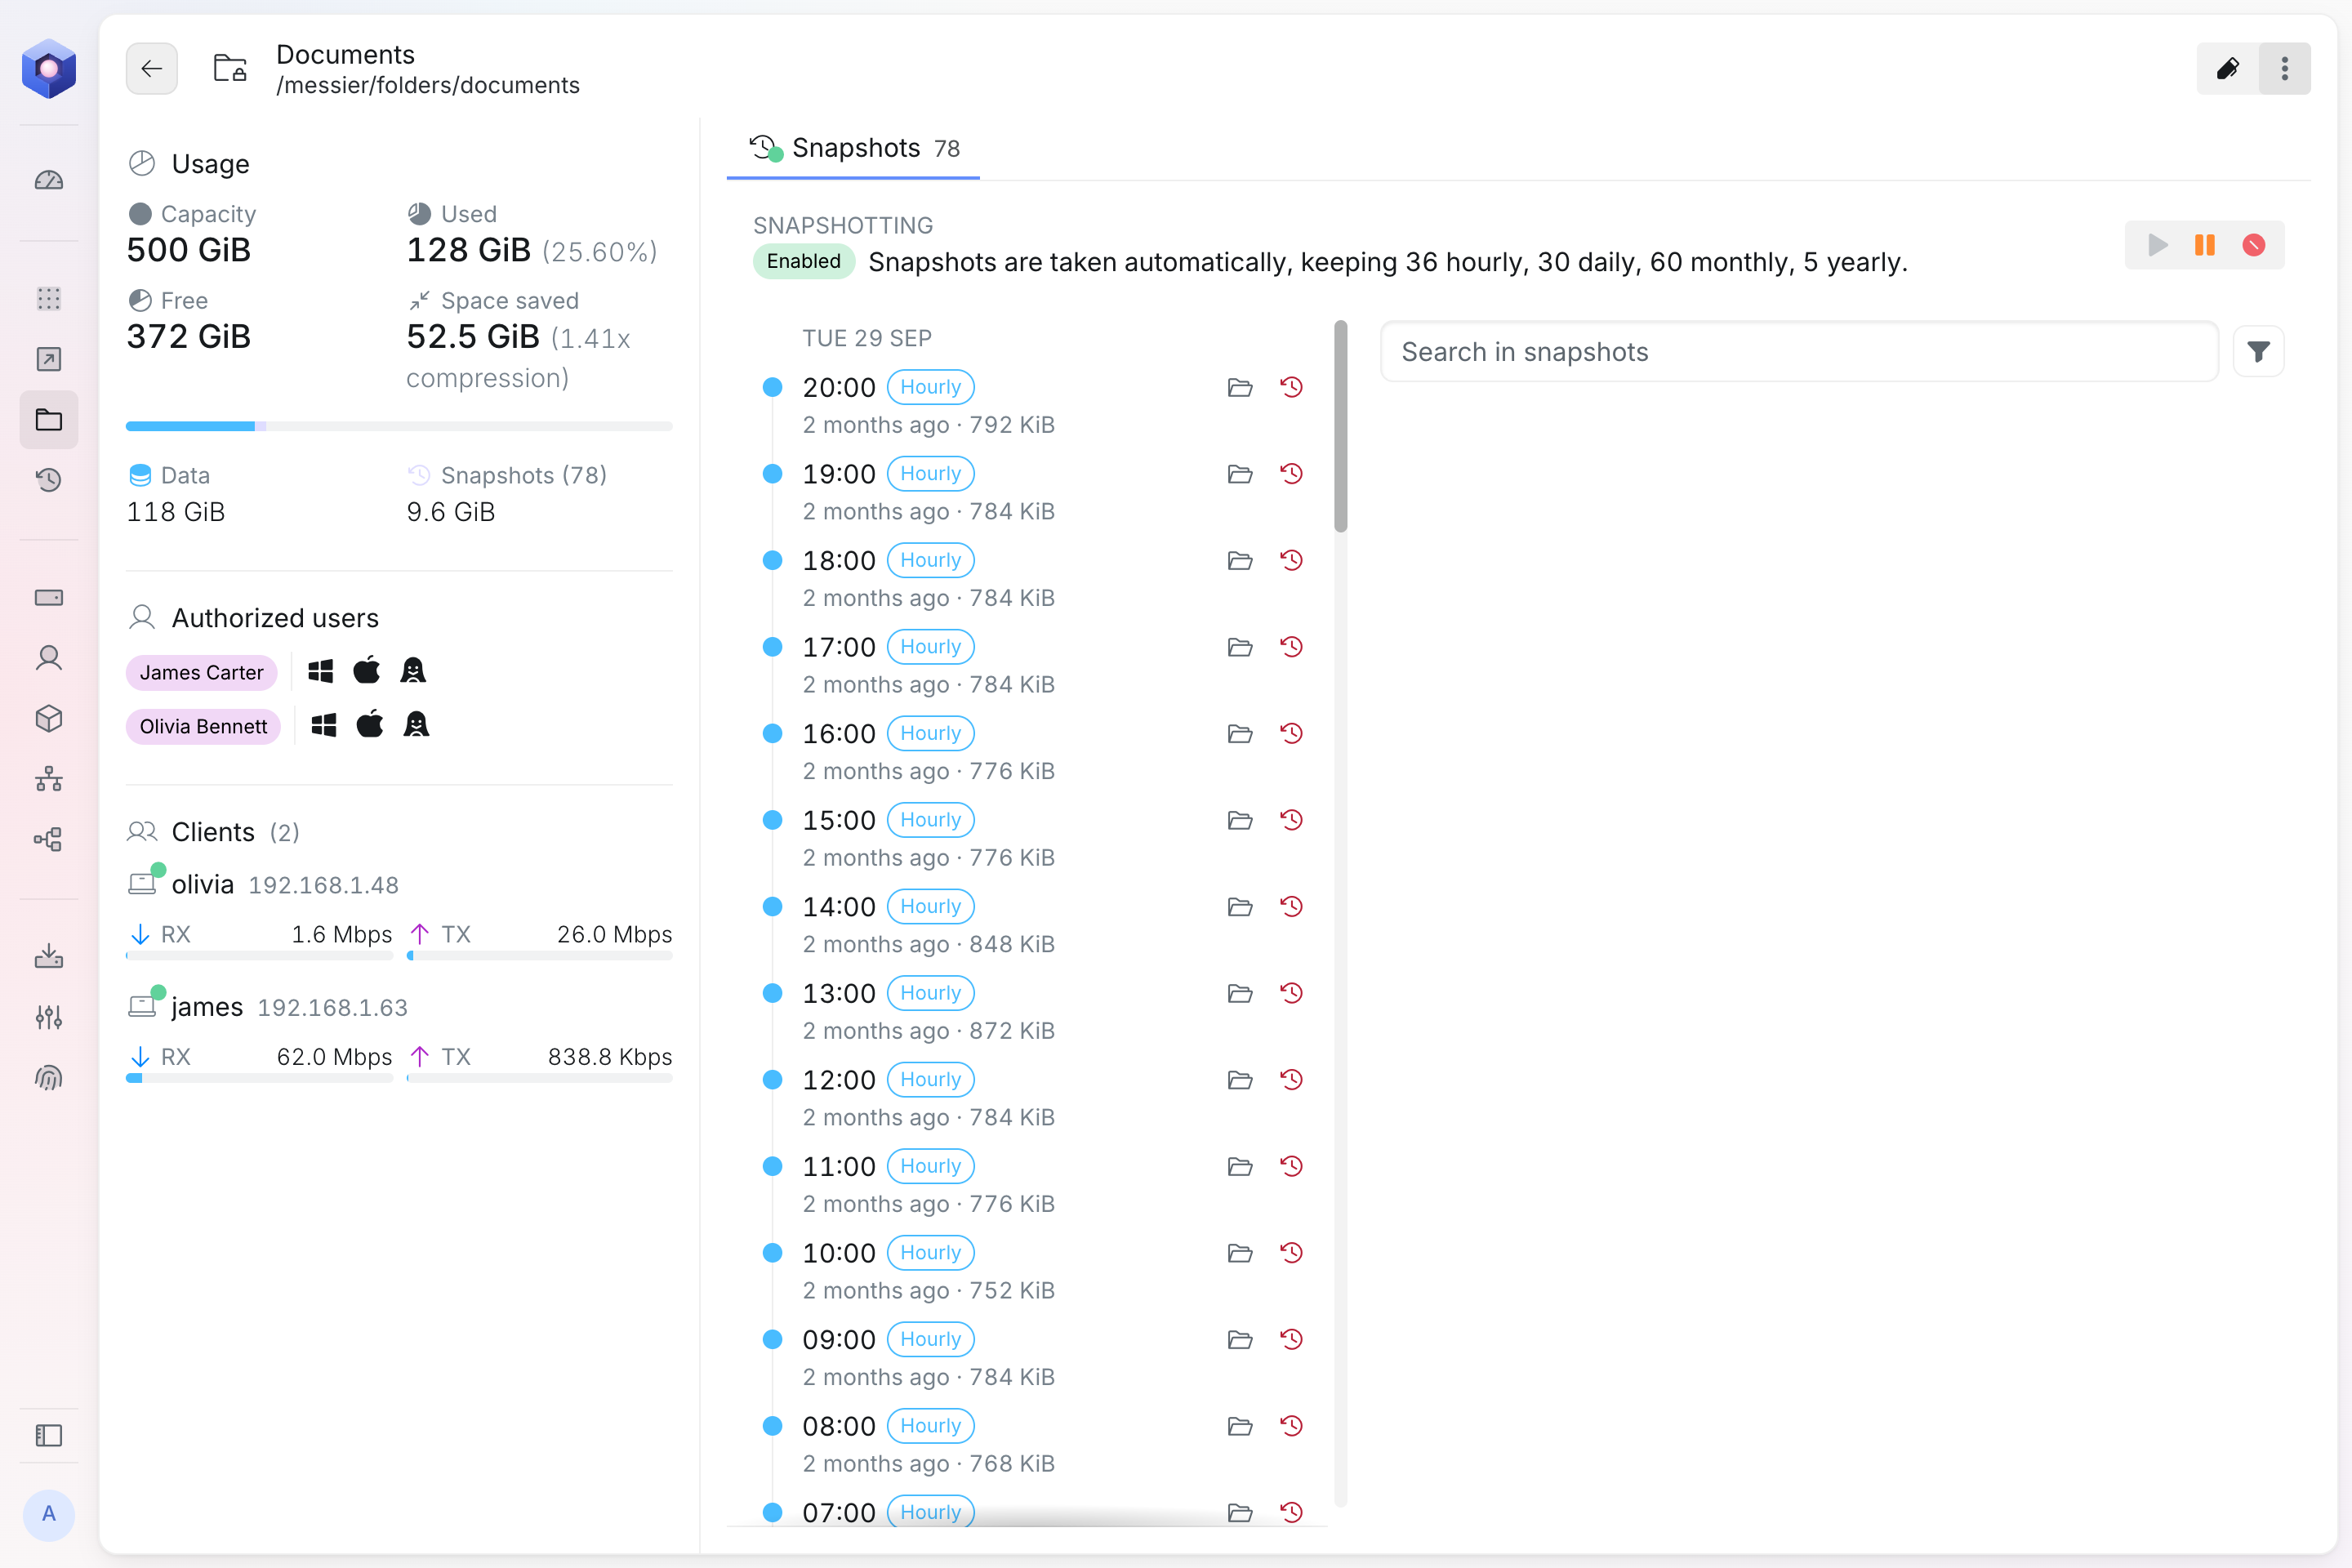 Documents
/messier/folders/documents
Usage
Capacity
500 GiB
Used
128 GiB (25.60%)
Free
372 GiB
Space saved
52.5 GiB (1.41x
compression)
Data
118 GiB
Snapshots (78)
9.6 GiB
Authorized users
James Carter
Olivia Bennett
Clients (2)
olivia 192.168.1.48
RX 1.6 Mbps TX 26.0 Mbps
james 192.168.1.63
RX 62.0 Mbps TX 838.8 Kbps
A
Snapshots 78
SNAPSHOTTING
Enabled Snapshots are taken automatically, keeping 36 hourly, 30 daily, 60 monthly, 5 yearly.
TUE 29 SEP
20:00 Hourly
2 months ago · 792 KiB
19:00 Hourly
2 months ago · 784 KiB
18:00 Hourly
2 months ago · 784 KiB
17:00 Hourly
2 months ago · 784 KiB
16:00 Hourly
2 months ago · 776 KiB
15:00 Hourly
2 months ago · 776 KiB
14:00 Hourly
2 months ago · 848 KiB
13:00 Hourly
2 months ago · 872 KiB
12:00 Hourly
2 months ago · 784 KiB
11:00 Hourly
2 months ago · 776 KiB
10:00 Hourly
2 months ago · 752 KiB
09:00 Hourly
2 months ago · 784 KiB
08:00 Hourly
2 months ago · 768 KiB
07:00 Hourly
Search in snapshots